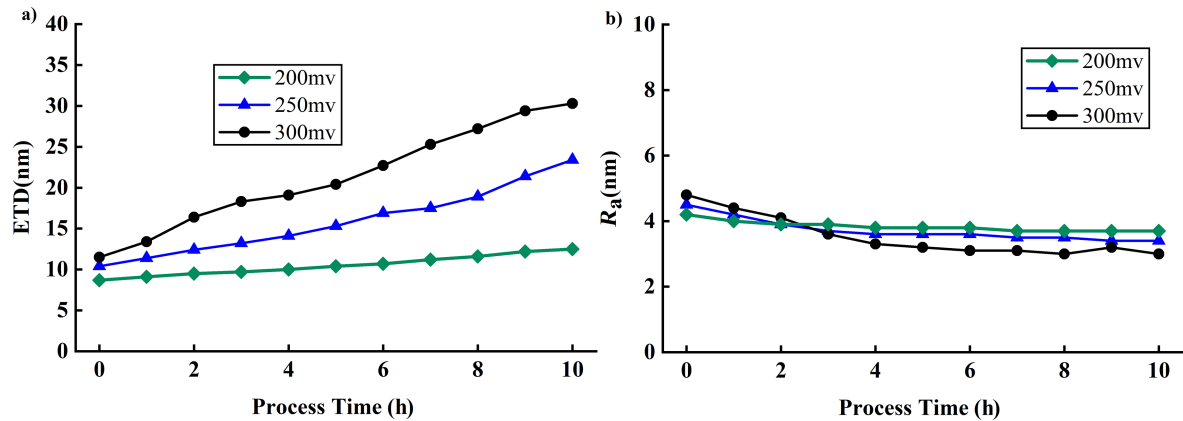 a)
40
35
30
25
20
15
10
5
0
ETD(nm)
200mv
250mv
300mv
0 2 4 6 8 10
Process Time (h)
b)
10
8
6
4
2
0
Ra(nm)
200mv
250mv
300mv
0 2 4 6 8 10
Process Time (h)